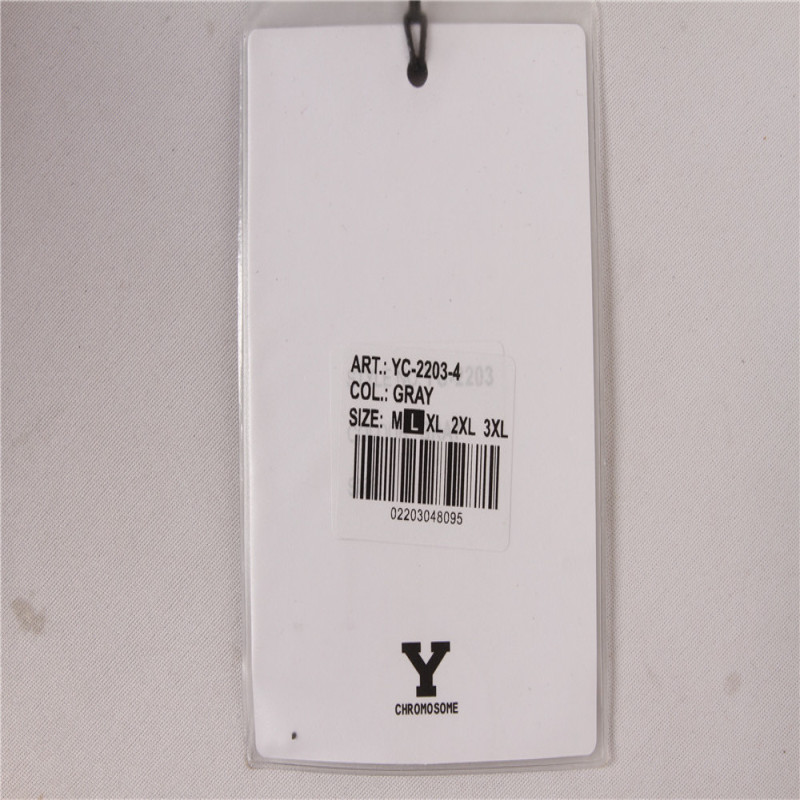 ART.: YC-2203-4
COL.: GRAY
SIZE: M L XL 2XL 3XL
02203048095
Y
CHROMOSOME